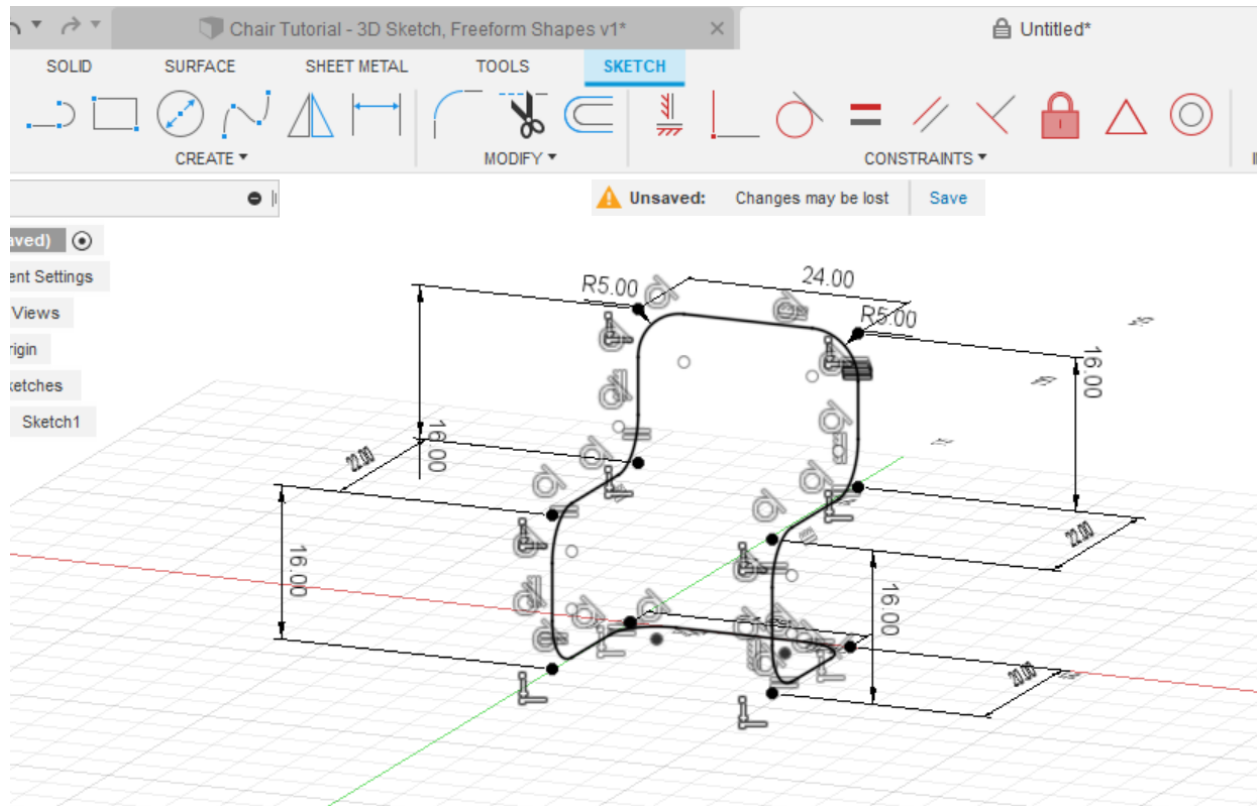 Chair Tutorial - 3D Sketch, Freeform Shapes v1*
Untitled*
SOLID SURFACE SHEET METAL TOOLS SKETCH
CREATE MODIFY CONSTRAINTS
Unsaved: Changes may be lost Save
aved)
ent Settings
Views
rigin
ketches
Sketch1
R5.00
24.00
R5.00
16.00
16.00
22.00
22.00
16.00
16.00
20.00